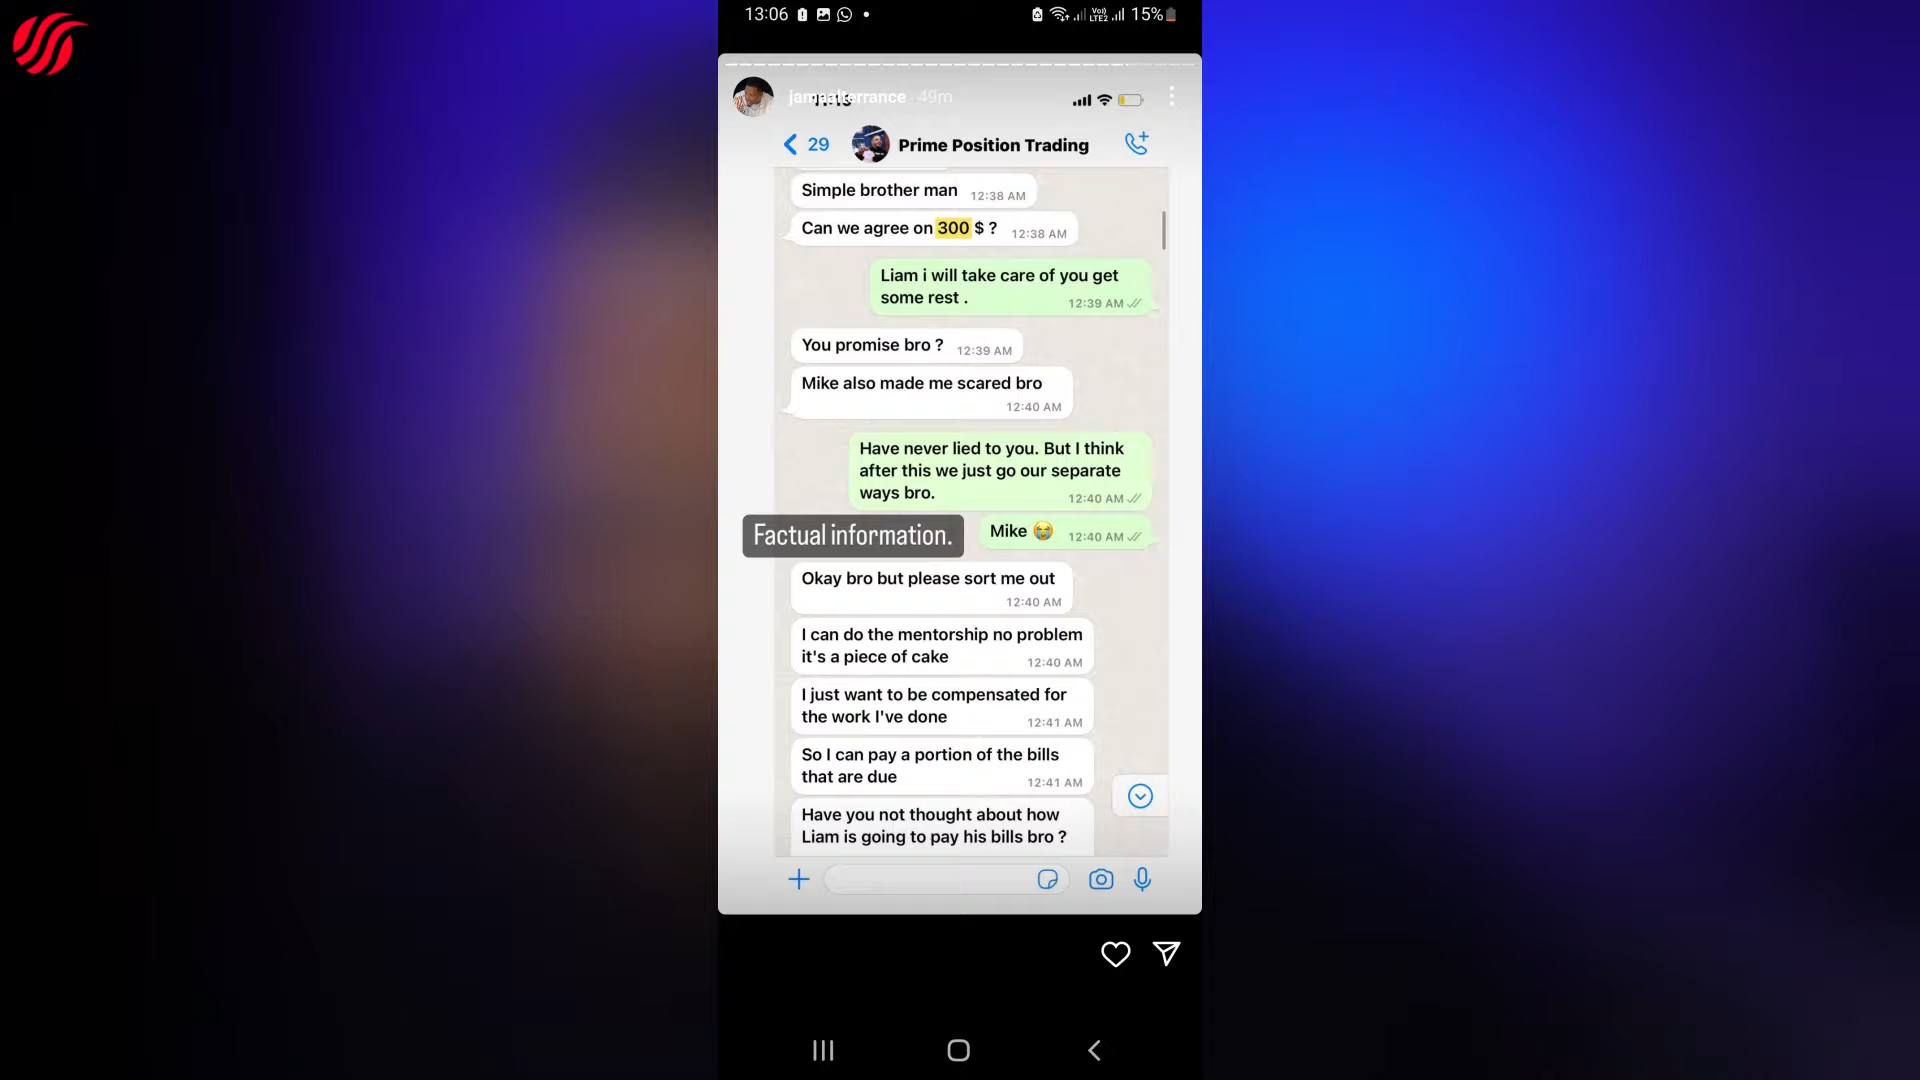 13:06
Vo)) LTE2 15%
49m
29 Prime Position Trading
Simple brother man 12:38 AM
Can we agree on 300 $ ? 12:38 AM
Liam i will take care of you get
some rest . 12:39 AM
You promise bro ? 12:39 AM
Mike also made me scared bro
12:40 AM
Have never lied to you. But I think
after this we just go our separate
ways bro. 12:40 AM
Factual information.
Mike 😭 12:40 AM
Okay bro but please sort me out
12:40 AM
I can do the mentorship no problem
it's a piece of cake 12:40 AM
I just want to be compensated for
the work I've done 12:41 AM
So I can pay a portion of the bills
that are due 12:41 AM
Have you not thought about how
Liam is going to pay his bills bro ?